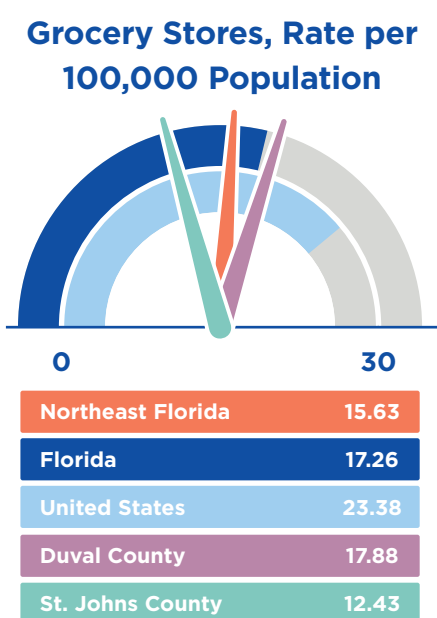 Grocery Stores, Rate per
100,000 Population
0 30
Northeast Florida 15.63
Florida 17.26
United States 23.38
Duval County 17.88
St. Johns County 12.43